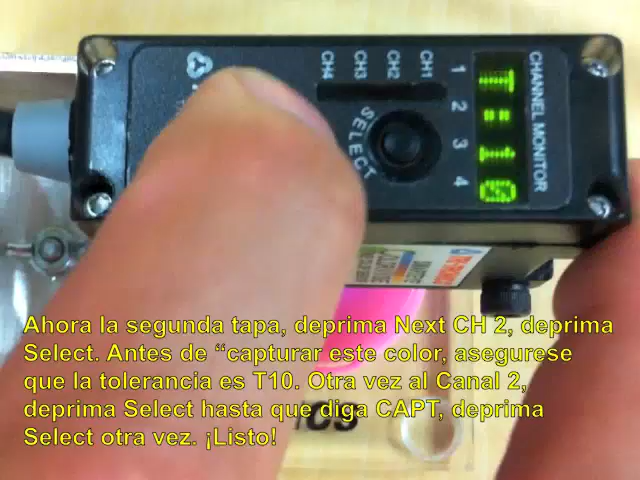 CHANNEL MONITOR
T:10
1 2 3 4
CH1
CH2
CH3
CH4
SELECT
Ahora la segunda tapa, deprima Next CH 2, deprima
Select. Antes de “capturar este color, asegurese
que la tolerancia es T10. Otra vez al Canal 2,
deprima Select hasta que diga CAPT, deprima
Select otra vez. ¡Listo!
CS